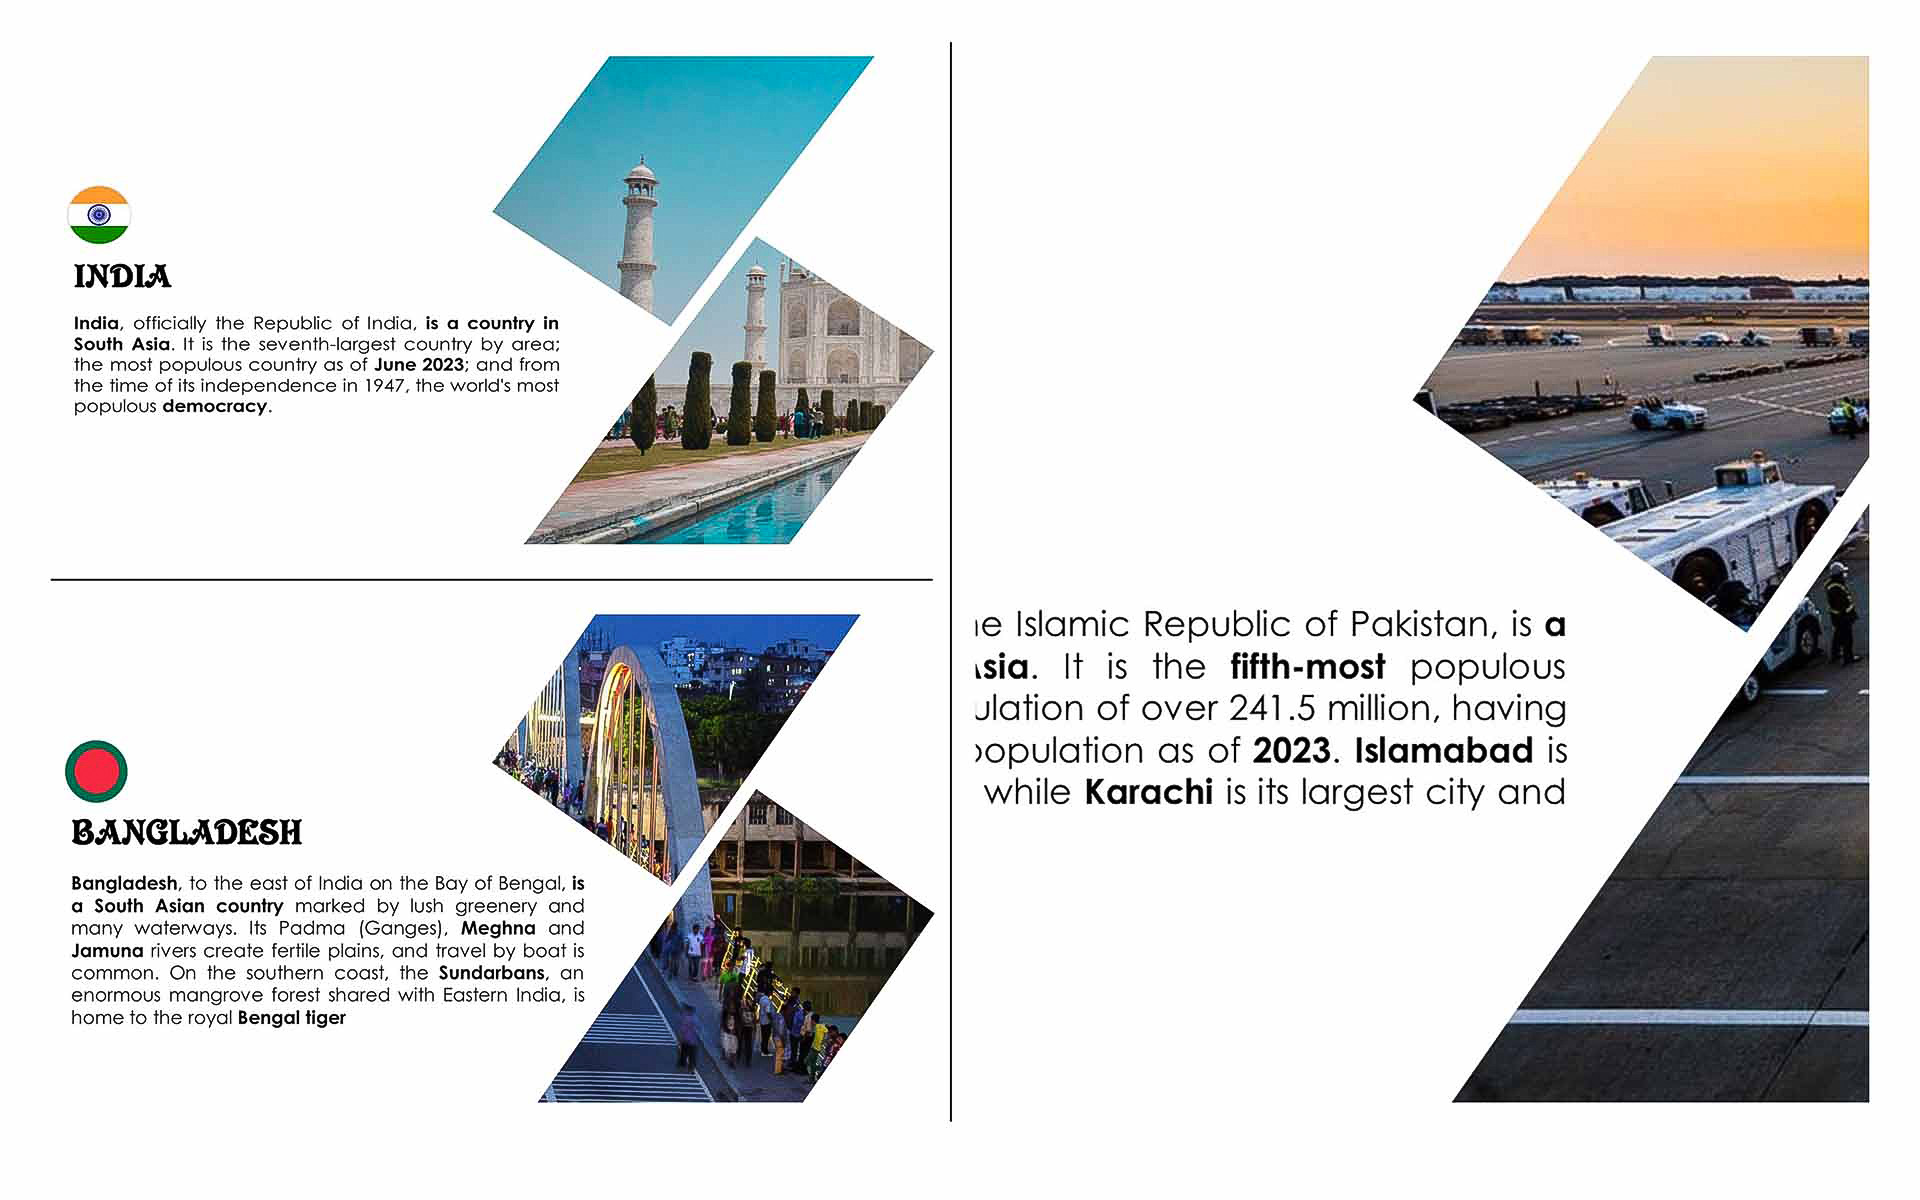 INDIA
India, officially the Republic of India, is a country in
South Asia. It is the seventh-largest country by area;
the most populous country as of June 2023; and from
the time of its independence in 1947, the world's most
populous democracy.
BANGLADESH
Bangladesh, to the east of India on the Bay of Bengal, is
a South Asian country marked by lush greenery and
many waterways. Its Padma (Ganges), Meghna and
Jamuna rivers create fertile plains, and travel by boat is
common. On the southern coast, the Sundarbans, an
enormous mangrove forest shared with Eastern India, is
home to the royal Bengal tiger
Islamic Republic of Pakistan, is a
Asia. It is the fifth-most populous
ulation of over 241.5 million, having
population as of 2023. Islamabad is
while Karachi is its largest city and